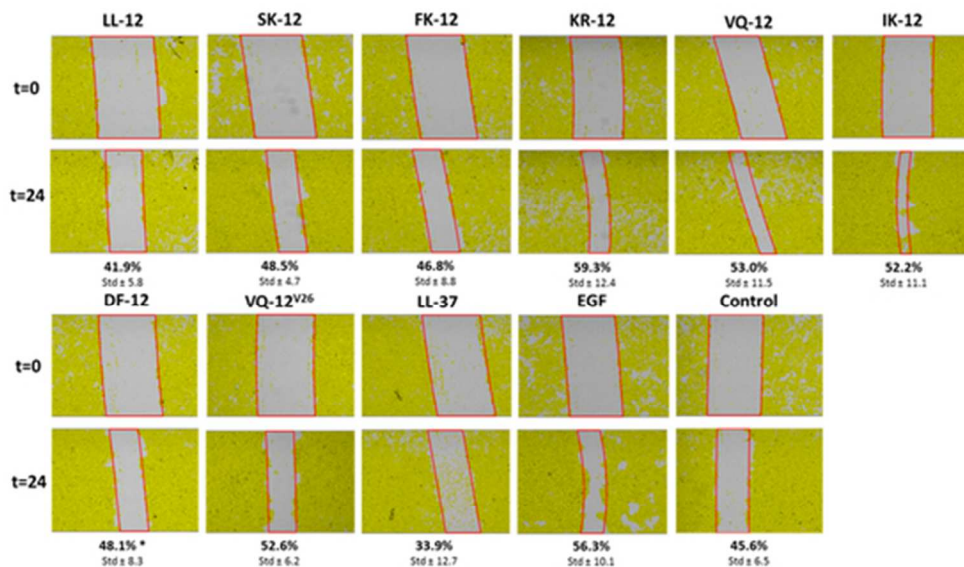 LL-12 SK-12 FK-12 KR-12 VQ-12 IK-12
t=0
t=24
41.9% 48.5% 46.8% 59.3% 53.0% 52.2%
Std ± 5.8 Std ± 4.7 Std ± 8.8 Std ± 12.4 Std ± 11.5 Std ± 11.1
DF-12 VQ-12V26 LL-37 EGF Control
t=0
t=24
48.1% * 52.6% 33.9% 56.3% 45.6%
Std ± 8.3 Std ± 6.2 Std ± 12.7 Std ± 10.1 Std ± 6.5